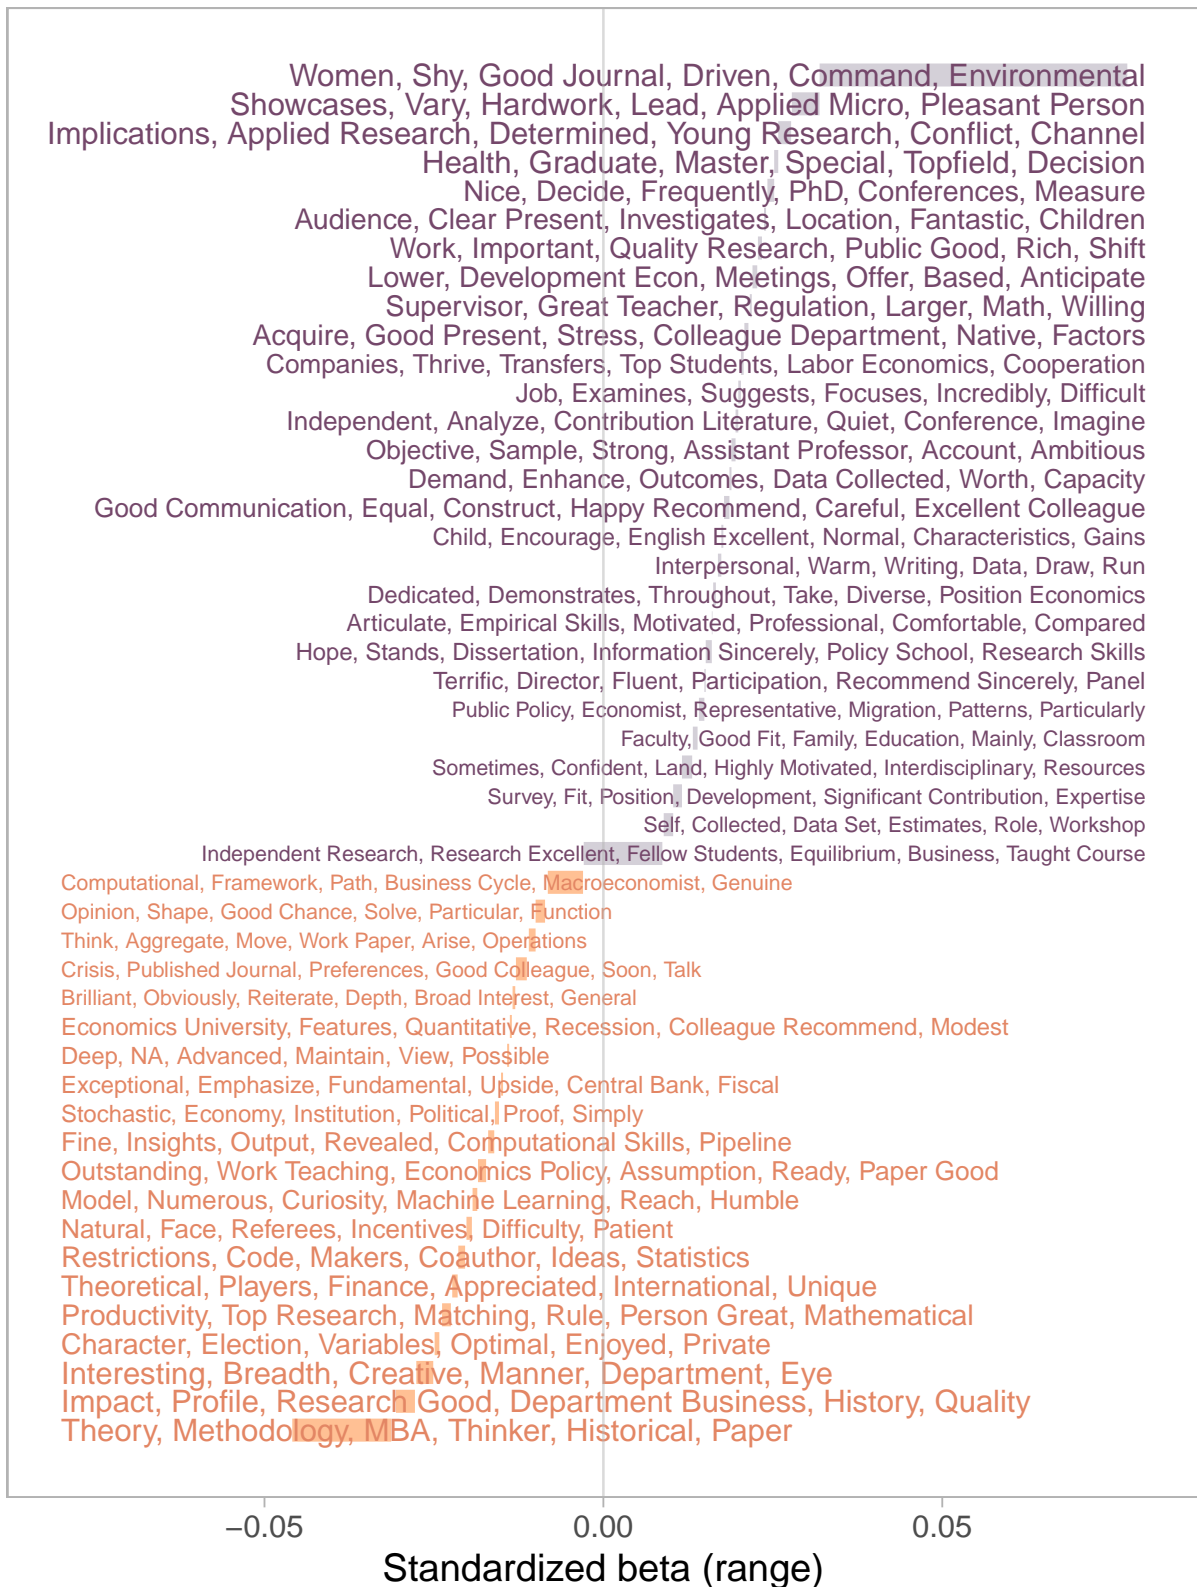 Women, Shy, Good Journal, Driven, Command, Environmental
Showcases, Vary, Hardwork, Lead, Applied Micro, Pleasant Person
Implications, Applied Research, Determined, Young Research, Conflict, Channel
Health, Graduate, Master, Special, Topfield, Decision
Nice, Decide, Frequently, PhD, Conferences, Measure
Audience, Clear Present, Investigates, Location, Fantastic, Children
Work, Important, Quality Research, Public Good, Rich, Shift
Lower, Development Econ, Meetings, Offer, Based, Anticipate
Supervisor, Great Teacher, Regulation, Larger, Math, Willing
Acquire, Good Present, Stress, Colleague Department, Native, Factors
Companies, Thrive, Transfers, Top Students, Labor Economics, Cooperation
Job, Examines, Suggests, Focuses, Incredibly, Difficult
Independent, Analyze, Contribution Literature, Quiet, Conference, Imagine
Objective, Sample, Strong, Assistant Professor, Account, Ambitious
Demand, Enhance, Outcomes, Data Collected, Worth, Capacity
Good Communication, Equal, Construct, Happy Recommend, Careful, Excellent Colleague
Child, Encourage, English Excellent, Normal, Characteristics, Gains
Interpersonal, Warm, Writing, Data, Draw, Run
Dedicated, Demonstrates, Throughout, Take, Diverse, Position Economics
Articulate, Empirical Skills, Motivated, Professional, Comfortable, Compared
Hope, Stands, Dissertation, Information Sincerely, Policy School, Research Skills
Terrific, Director, Fluent, Participation, Recommend Sincerely, Panel
Public Policy, Economist, Representative, Migration, Patterns, Particularly
Faculty, Good Fit, Family, Education, Mainly, Classroom
Sometimes, Confident, Land, Highly Motivated, Interdisciplinary, Resources
Survey, Fit, Position, Development, Significant Contribution, Expertise
Self, Collected, Data Set, Estimates, Role, Workshop
Independent Research, Research Excellent, Fellow Students, Equilibrium, Business, Taught Course
Computational, Framework, Path, Business Cycle, Macroeconomist, Genuine
Opinion, Shape, Good Chance, Solve, Particular, Function
Think, Aggregate, Move, Work Paper, Arise, Operations
Crisis, Published Journal, Preferences, Good Colleague, Soon, Talk
Brilliant, Obviously, Reiterate, Depth, Broad Interest, General
Economics University, Features, Quantitative, Recession, Colleague Recommend, Modest
Deep, NA, Advanced, Maintain, View, Possible
Exceptional, Emphasize, Fundamental, Upside, Central Bank, Fiscal
Stochastic, Economy, Institution, Political, Proof, Simply
Fine, Insights, Output, Revealed, Computational Skills, Pipeline
Outstanding, Work Teaching, Economics Policy, Assumption, Ready, Paper Good
Model, Numerous, Curiosity, Machine Learning, Reach, Humble
Natural, Face, Referees, Incentives, Difficulty, Patient
Restrictions, Code, Makers, Coauthor, Ideas, Statistics
Theoretical, Players, Finance, Appreciated, International, Unique
Productivity, Top Research, Matching, Rule, Person Great, Mathematical
Character, Election, Variables, Optimal, Enjoyed, Private
Interesting, Breadth, Creative, Manner, Department, Eye
Impact, Profile, Research Good, Department Business, History, Quality
Theory, Methodology, MBA, Thinker, Historical, Paper
−0.05 0.00 0.05
Standardized beta (range)